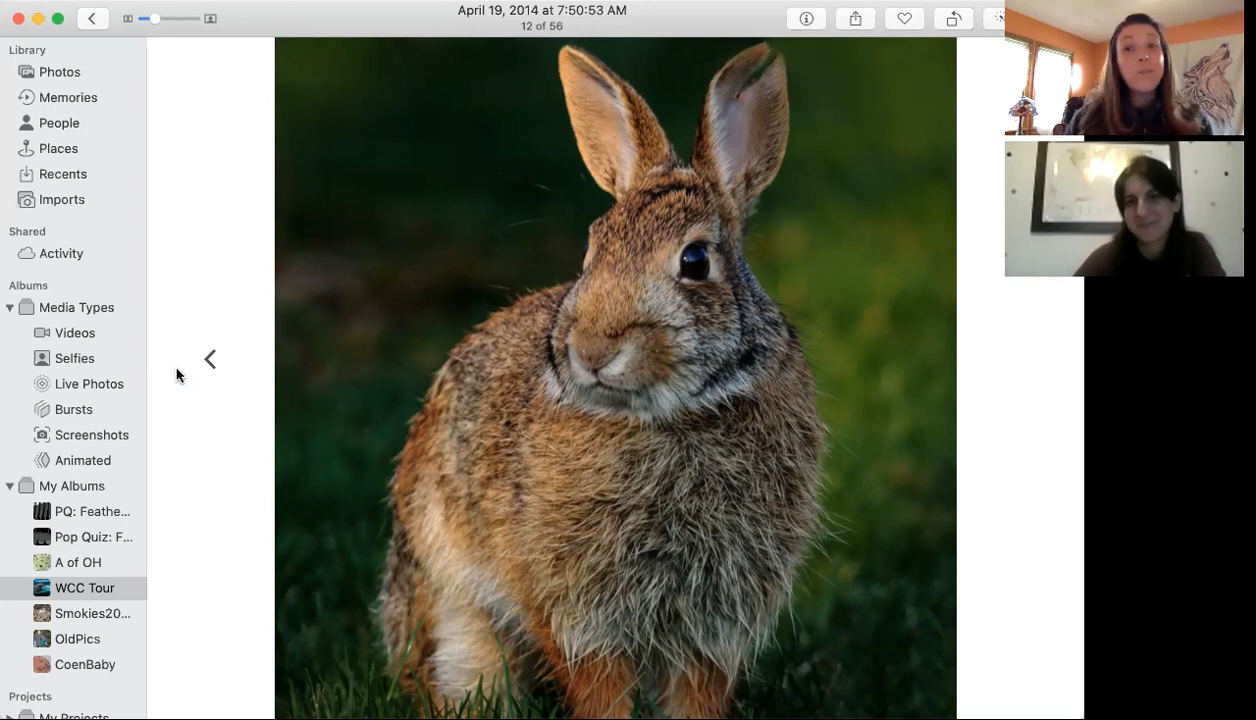 April 19, 2014 at 7:50:53 AM
12 of 56
Library
Photos
Memories
People
Places
Recents
Imports
Shared
Activity
Albums
Media Types
Videos
Selfies
Live Photos
Bursts
Screenshots
Animated
My Albums
PQ: Feathe...
Pop Quiz: F...
A of OH
WCC Tour
Smokies20...
OldPics
CoenBaby
Projects
My Projects